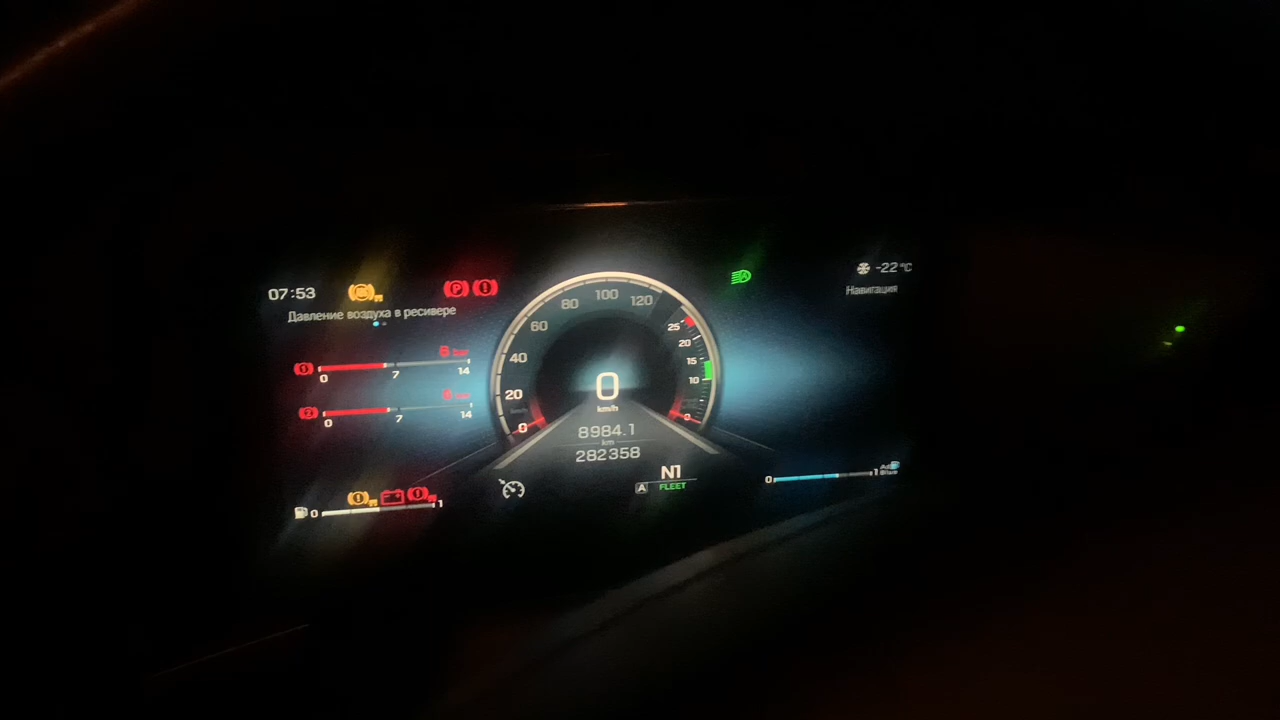 07:53
-22°C
Давление воздуха в ресивере
Навигация
0 7 14
0 7 14
0 20 40 60 80 100 120
25 20 15 10
0
km/h
8984.1
km
282358
N1
A FLEET
0 1
0 1